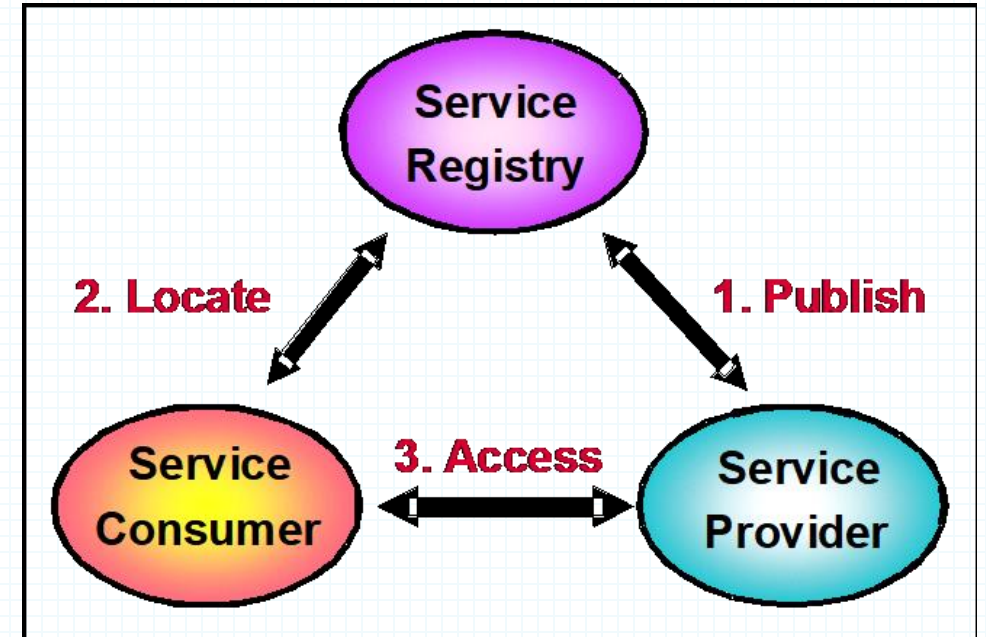 Service
Registry
2. Locate
1. Publish
3. Access
Service
Consumer
Service
Provider